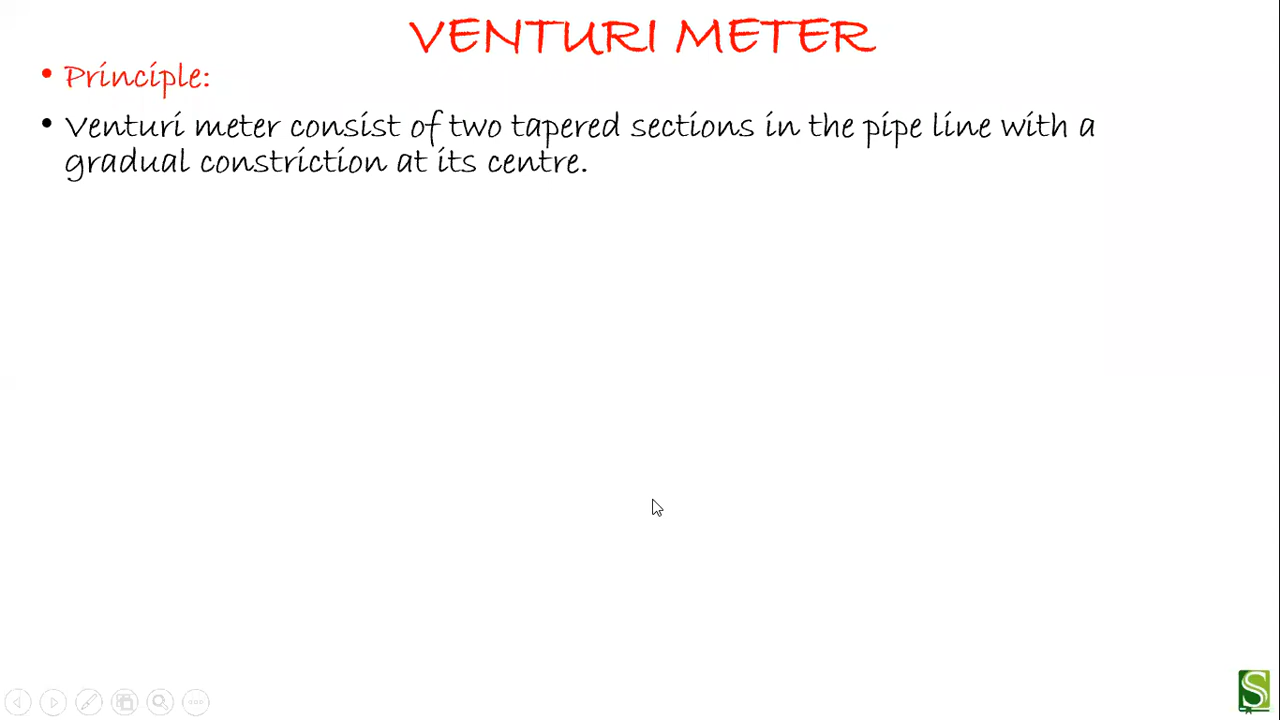 VENTURI METER
• Principle:
• Venturi meter consist of two tapered sections in the pipe line with a
gradual constriction at its centre.
S